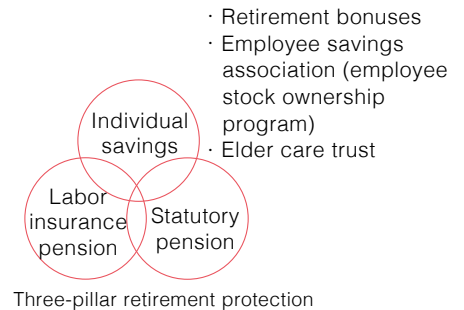 · Retirement bonuses
· Employee savings
association (employee
stock ownership
program)
· Elder care trust
Individual
savings
Labor
insurance
pension
Statutory
pension
Three-pillar retirement protection